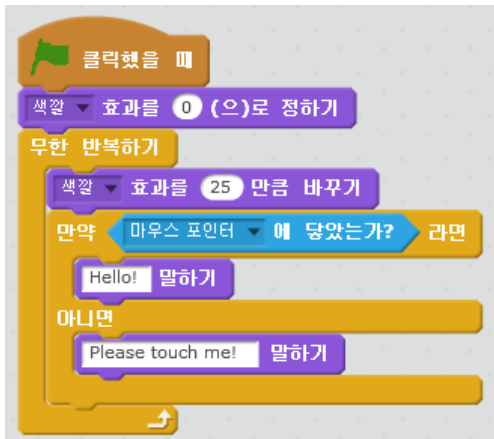 클릭했을 때
색깔 효과를 0 (으)로 정하기
무한 반복하기
색깔 효과를 25 만큼 바꾸기
만약 마우스 포인터 에 닿았는가? 라면
Hello! 말하기
아니면
Please touch me! 말하기